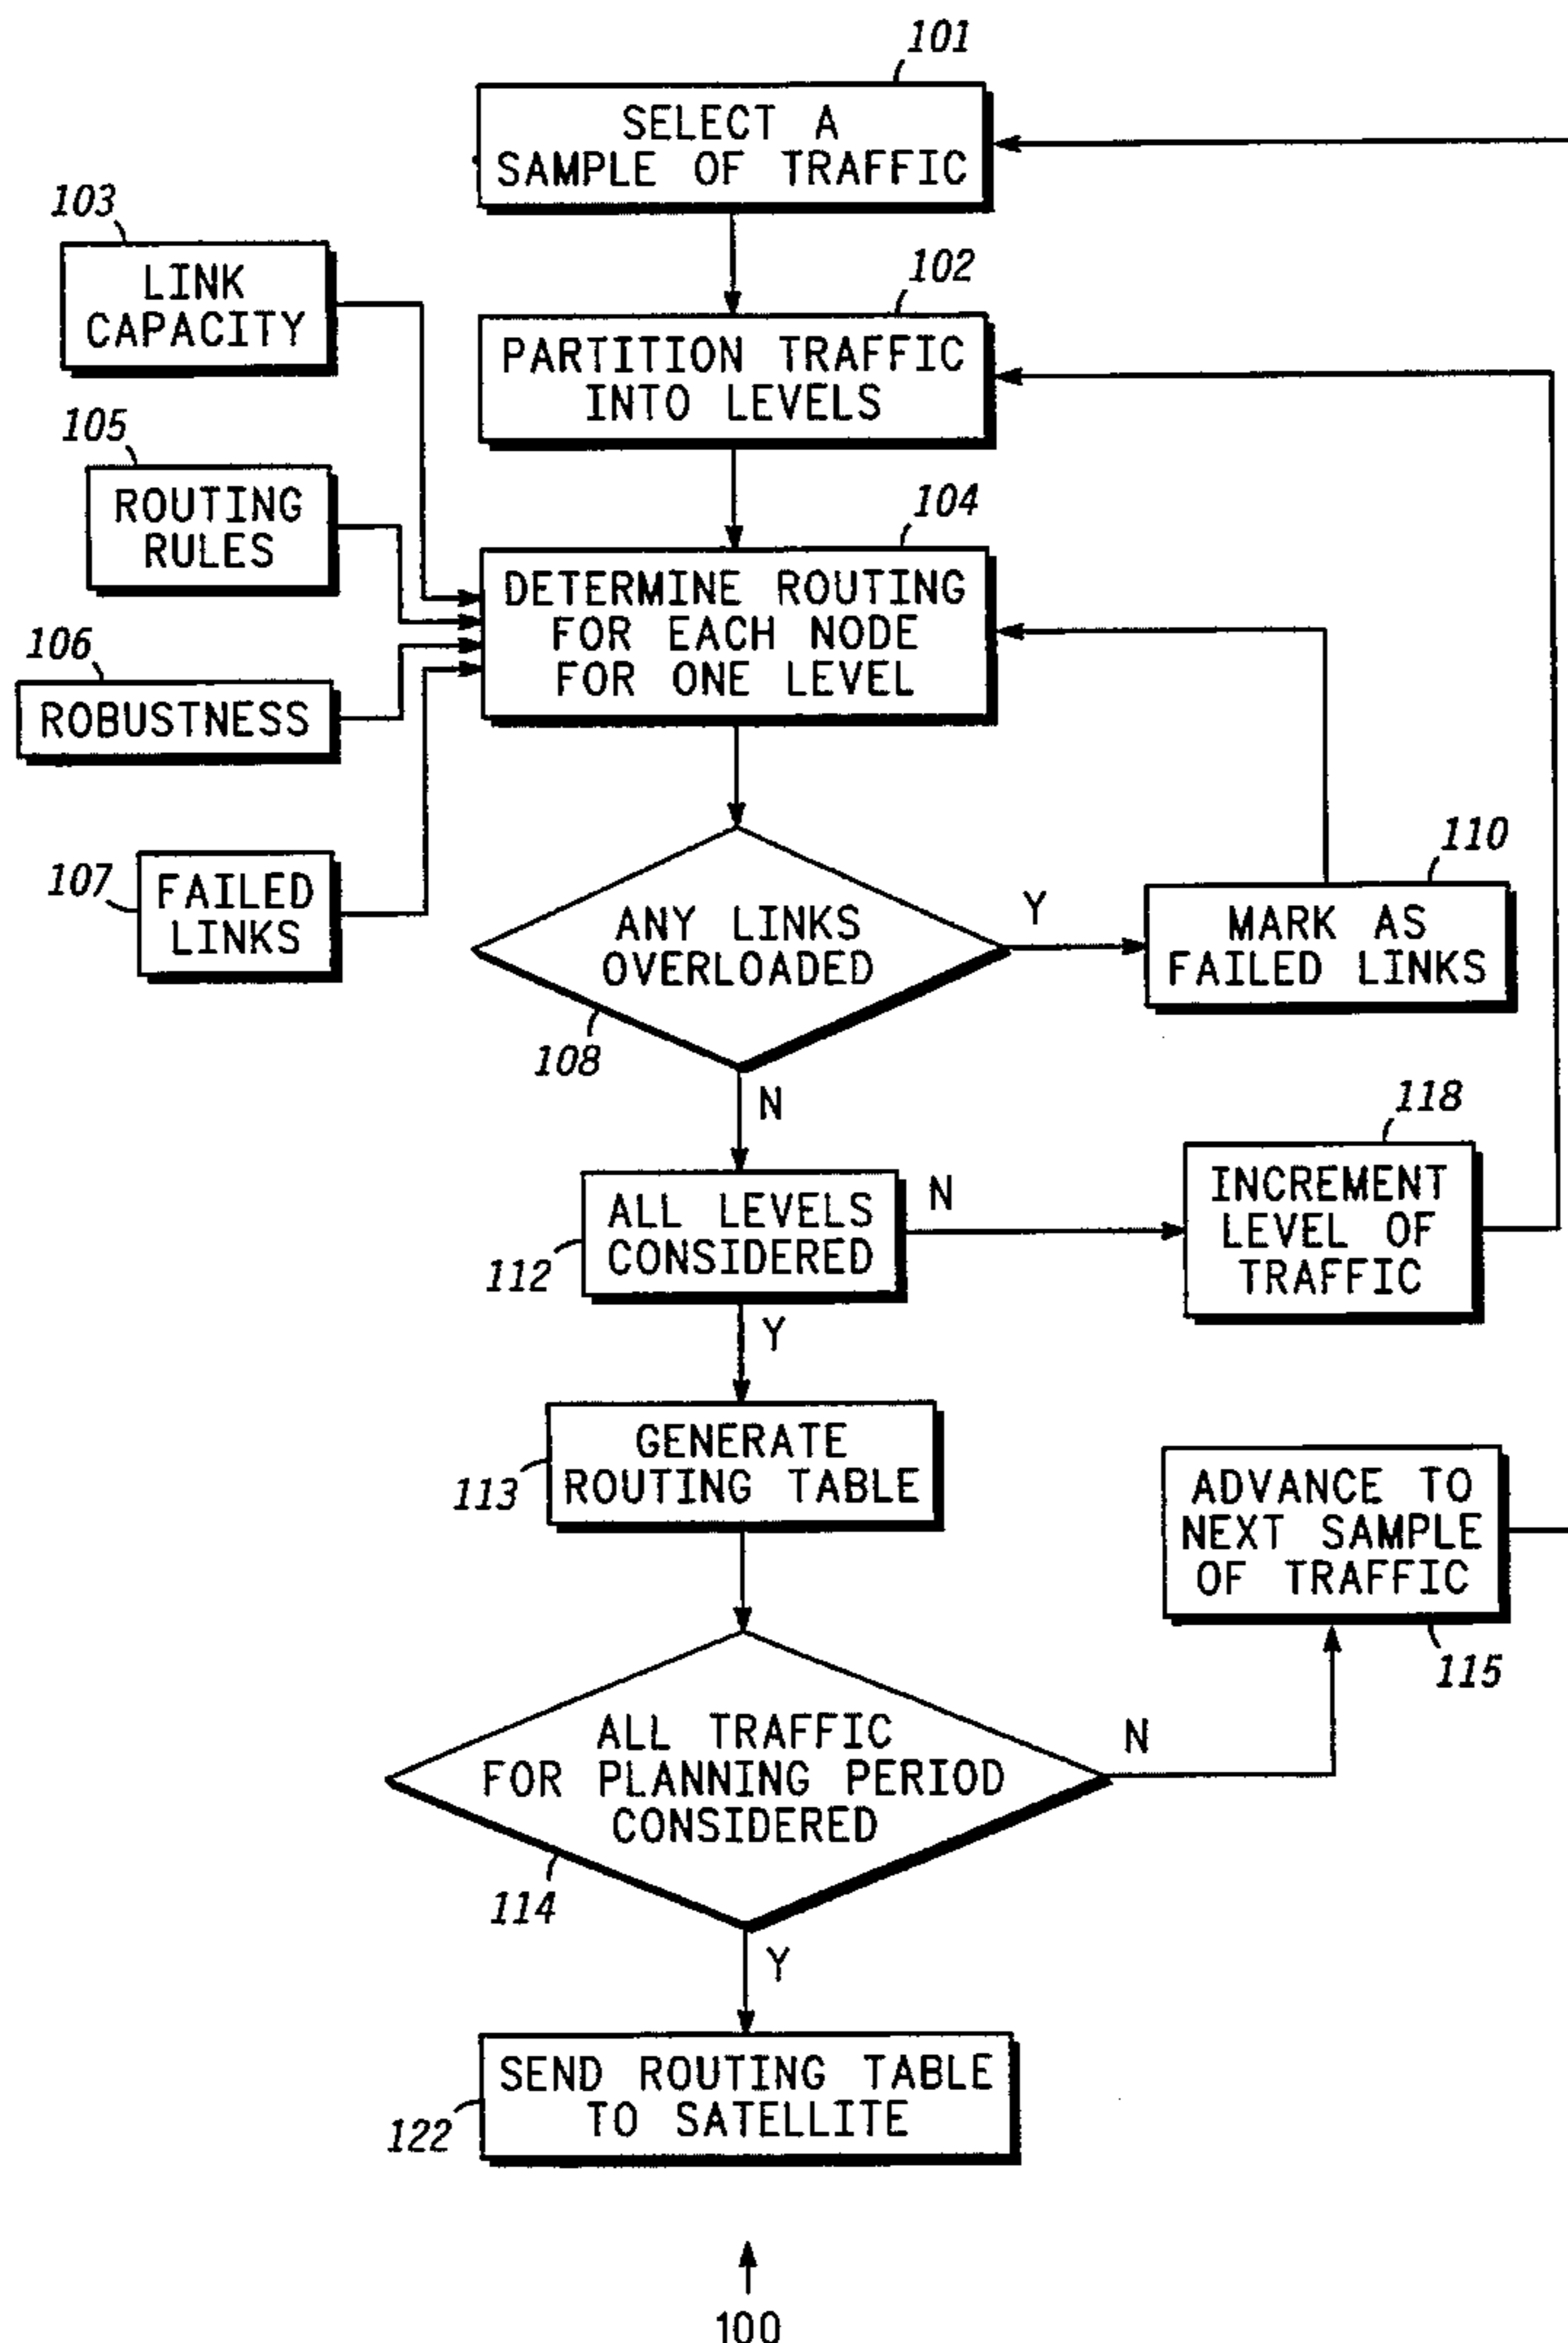 101
SELECT A
SAMPLE OF TRAFFIC
103
LINK
CAPACITY
102
PARTITION TRAFFIC
INTO LEVELS
105
ROUTING
RULES
104
DETERMINE ROUTING
FOR EACH NODE
FOR ONE LEVEL
106
ROBUSTNESS
107
FAILED
LINKS
ANY LINKS
OVERLOADED
108
Y
110
MARK AS
FAILED LINKS
N
118
ALL LEVELS
CONSIDERED
112
N
INCREMENT
LEVEL OF
TRAFFIC
Y
GENERATE
ROUTING TABLE
113
ADVANCE TO
NEXT SAMPLE
OF TRAFFIC
115
ALL TRAFFIC
FOR PLANNING PERIOD
CONSIDERED
114
N
Y
SEND ROUTING TABLE
TO SATELLITE
122
100